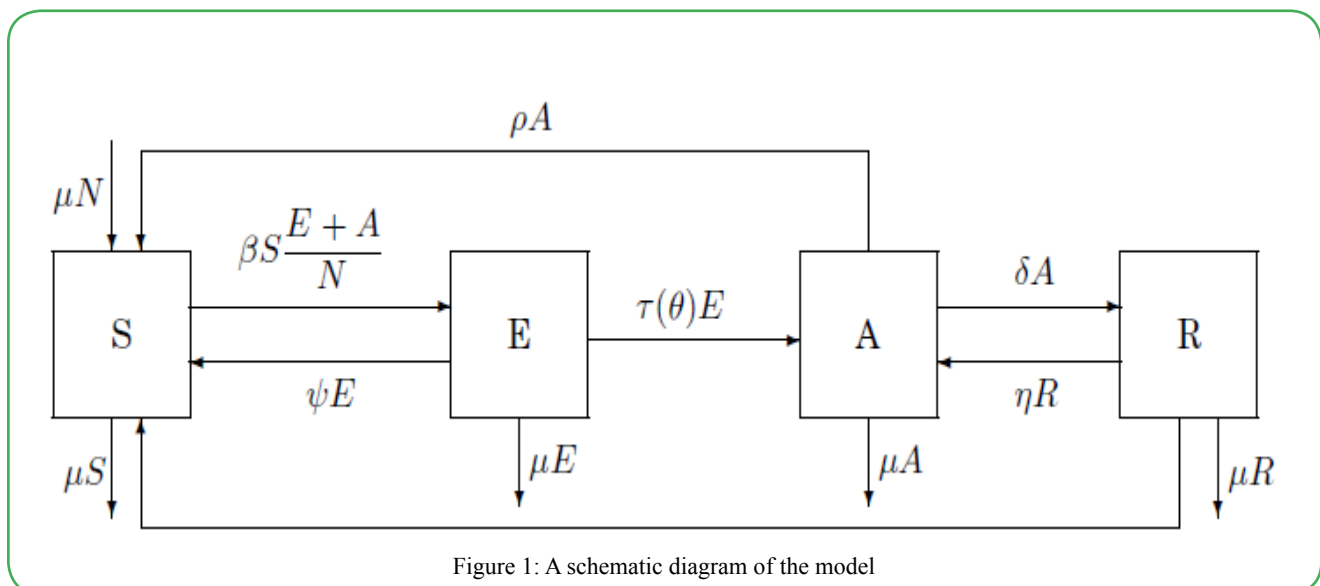 ρA
μN
βS (E + A)/N
τ(θ)E
δA
S
E
A
R
ψE
ηR
μS
μE
μA
μR
Figure 1: A schematic diagram of the model